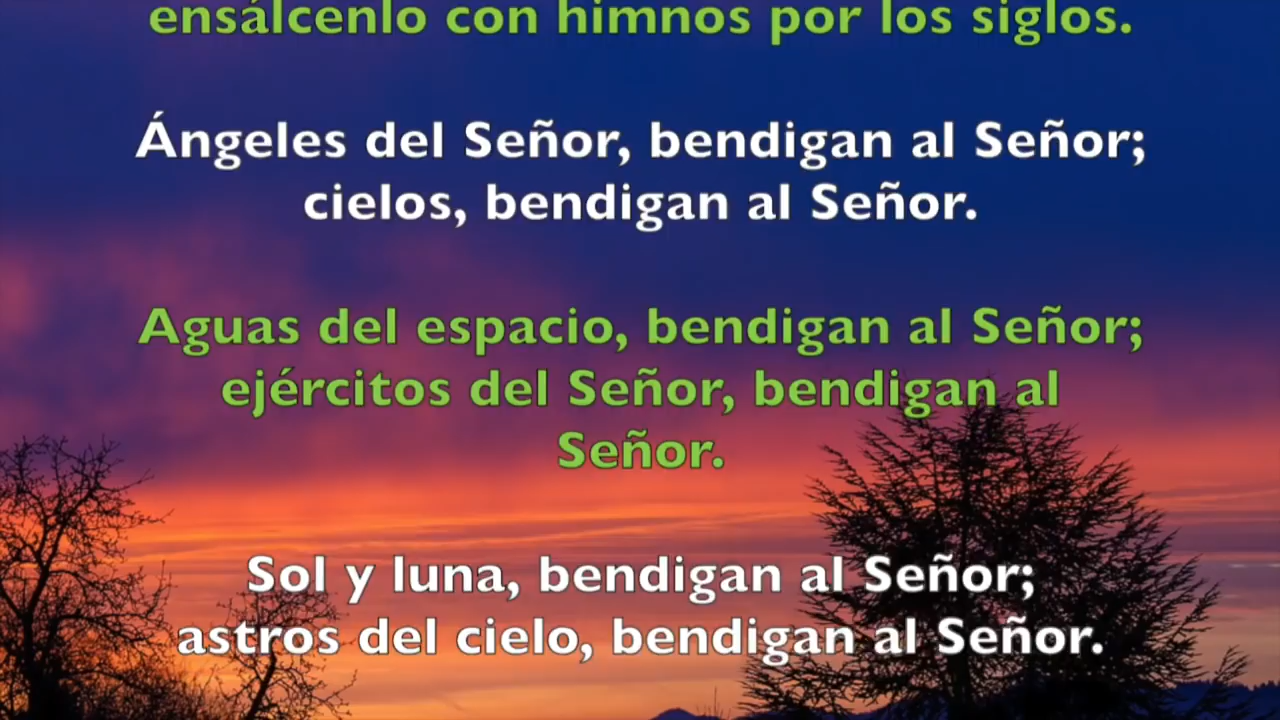 ensálcenlo con himnos por los siglos.
Ángeles del Señor, bendigan al Señor;
cielos, bendigan al Señor.
Aguas del espacio, bendigan al Señor;
ejércitos del Señor, bendigan al
Señor.
Sol y luna, bendigan al Señor;
astros del cielo, bendigan al Señor.